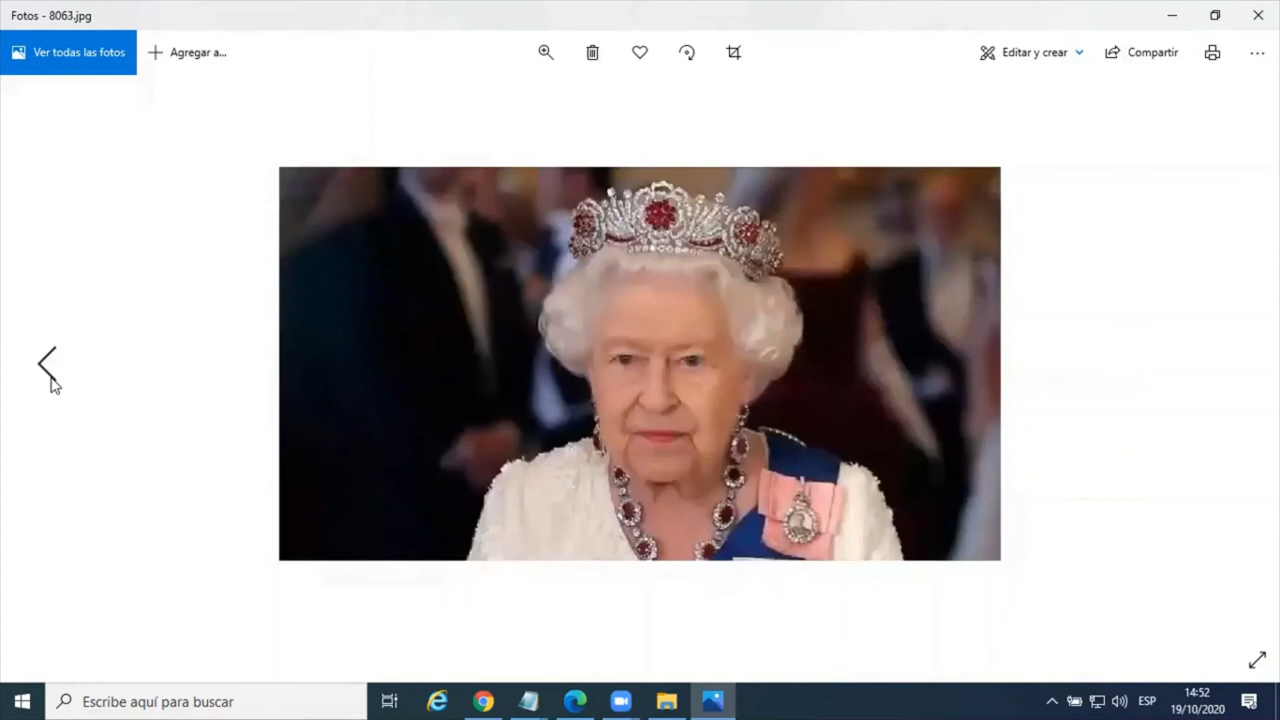 Fotos - 8063.jpg
Ver todas las fotos
Agregar a...
Editar y crear
Compartir
Escribe aquí para buscar
ESP
14:52
19/10/2020